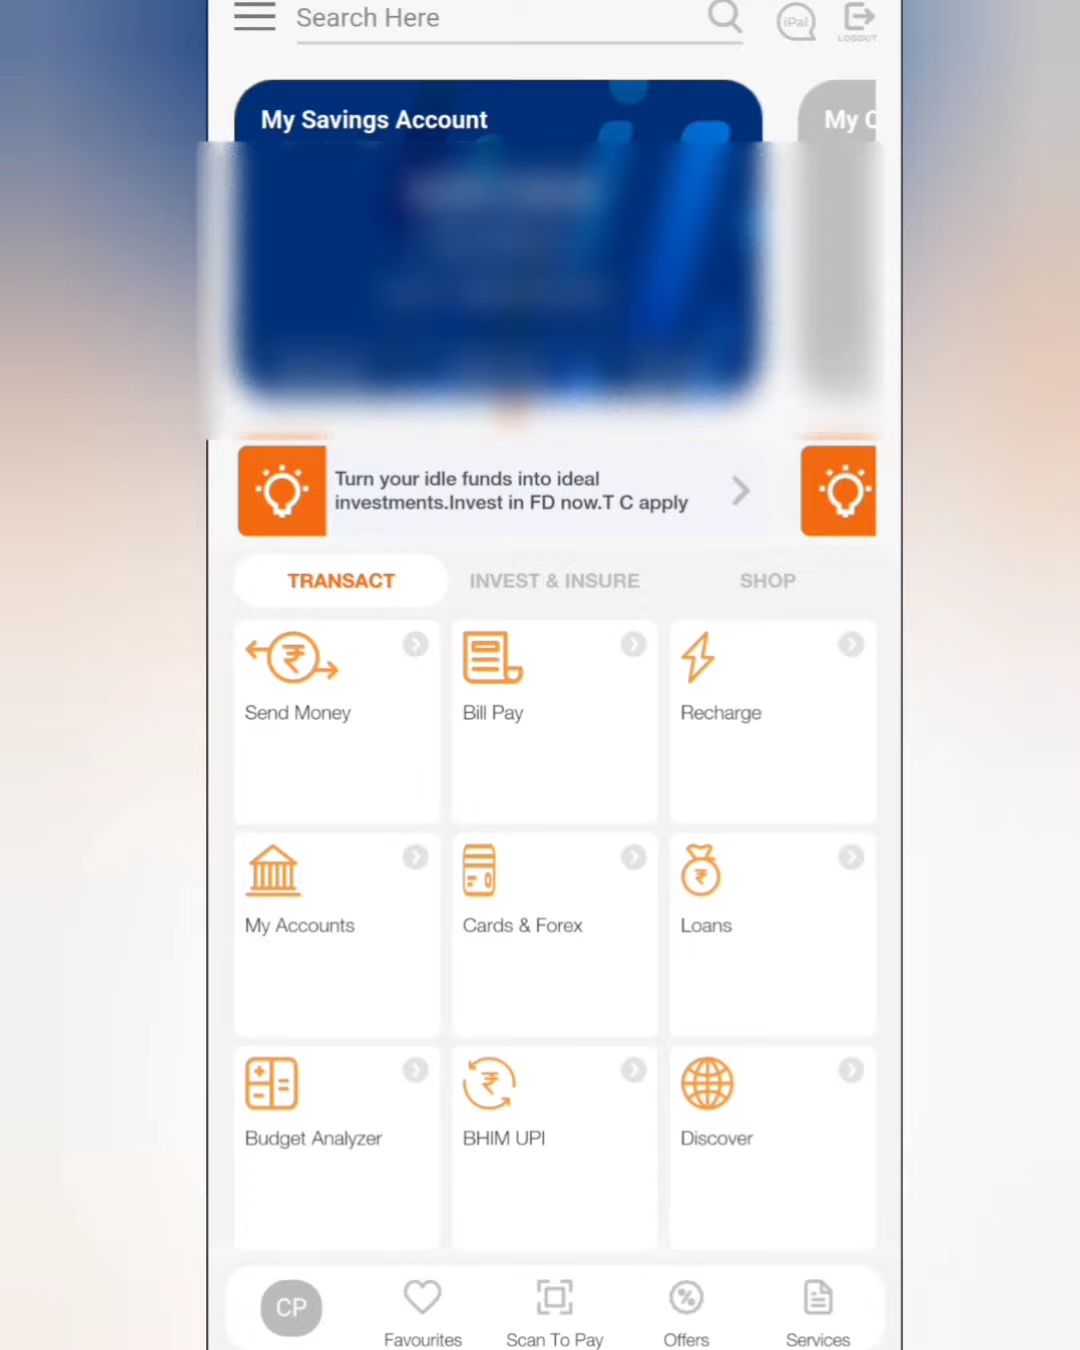 Search Here
iPal
LOGOUT
My Savings Account
My C
Turn your idle funds into ideal
investments.Invest in FD now.T C apply
TRANSACT
INVEST & INSURE
SHOP
Send Money
Bill Pay
Recharge
My Accounts
Cards & Forex
Loans
Budget Analyzer
BHIM UPI
Discover
CP
Favourites
Scan To Pay
Offers
Services